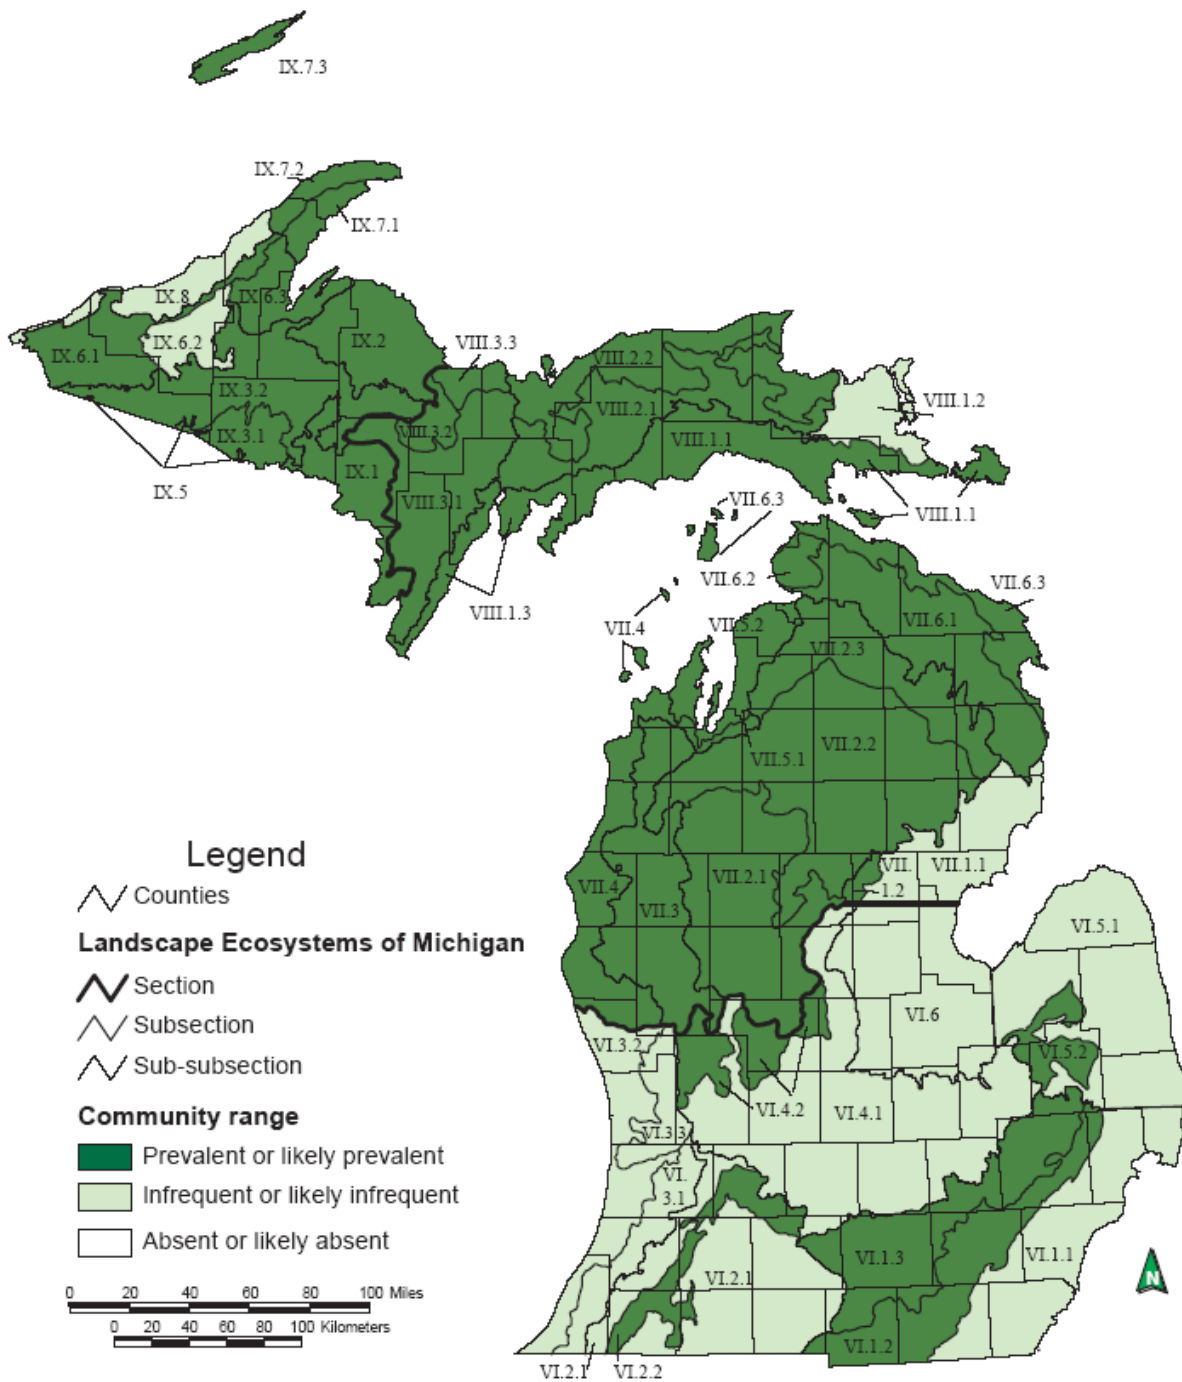 IX.7.3
IX.7.2
IX.7.1
IX.8
IX.6.3
IX.6.2
IX.6.1
IX.2
VIII.3.3
VIII.2.2
IX.3.2
VIII.2.1
VIII.1.2
IX.3.1
VIII.3.2
VIII.1.1
IX.1
IX.5
VIII.3.1
VII.6.3
VIII.1.1
VII.6.2
VII.6.3
VIII.1.3
VII.4
VII.5.2
VII.6.1
VII.2.3
VII.5.1
VII.2.2
Legend
Counties
Landscape Ecosystems of Michigan
Section
Subsection
Sub-subsection
Community range
Prevalent or likely prevalent
Infrequent or likely infrequent
Absent or likely absent
0 20 40 60 80 100 Miles
0 20 40 60 80 100 Kilometers
VII.
1.2
VII.1.1
VII.4
VII.2.1
VII.3
VI.5.1
VI.6
VI.3.2
VI.5.2
VI.4.2
VI.4.1
VI.3.3
VI.
3.1
VI.1.3
VI.1.1
VI.2.1
VI.1.2
VI.2.1
VI.2.2
N